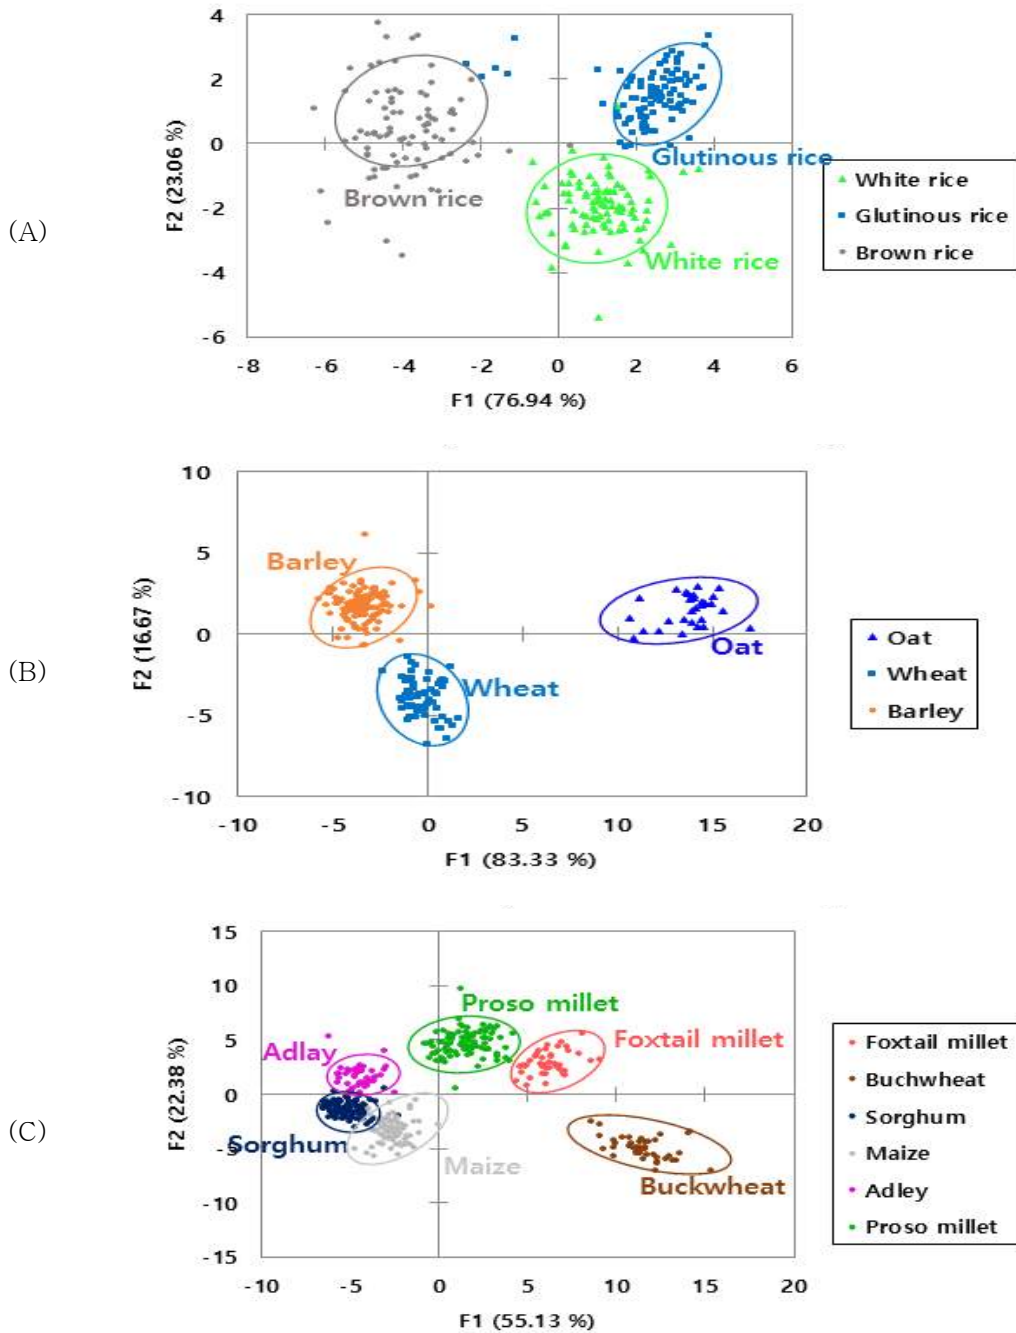 (A)
F2 (23.06 %)
4
2
0
-2
-4
-6
Glutinous rice
Brown rice
White rice
-8 -6 -4 -2 0 2 4 6
F1 (76.94 %)
White rice
Glutinous rice
Brown rice
(B)
F2 (16.67 %)
10
5
0
-5
-10
Barley
Oat
Wheat
-10 -5 0 5 10 15 20
F1 (83.33 %)
Oat
Wheat
Barley
(C)
F2 (22.38 %)
15
10
5
0
-5
-10
-15
Proso millet
Foxtail millet
Adlay
Sorghum
Maize
Buckwheat
-10 -5 0 5 10 15 20
F1 (55.13 %)
Foxtail millet
Buchwheat
Sorghum
Maize
Adley
Proso millet